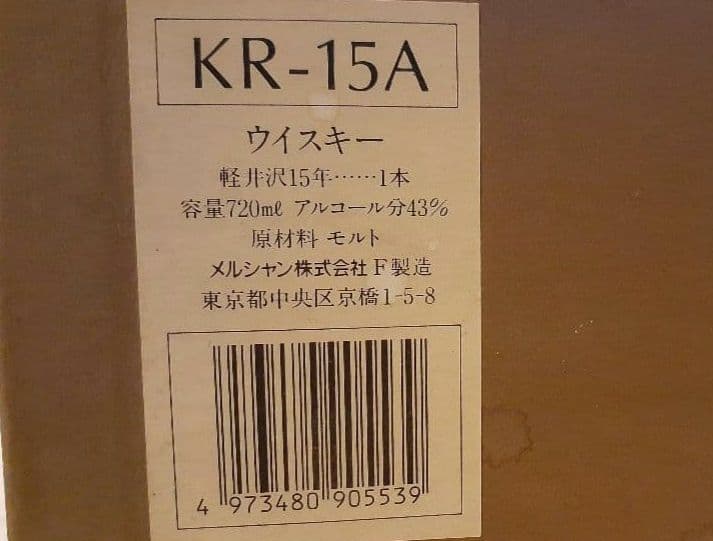 KR-15A
ウイスキー
軽井沢15年……1本
容量720mℓ アルコール分43%
原材料 モルト
メルシャン株式会社 F製造
東京都中央区京橋1-5-8
4 973480 905539